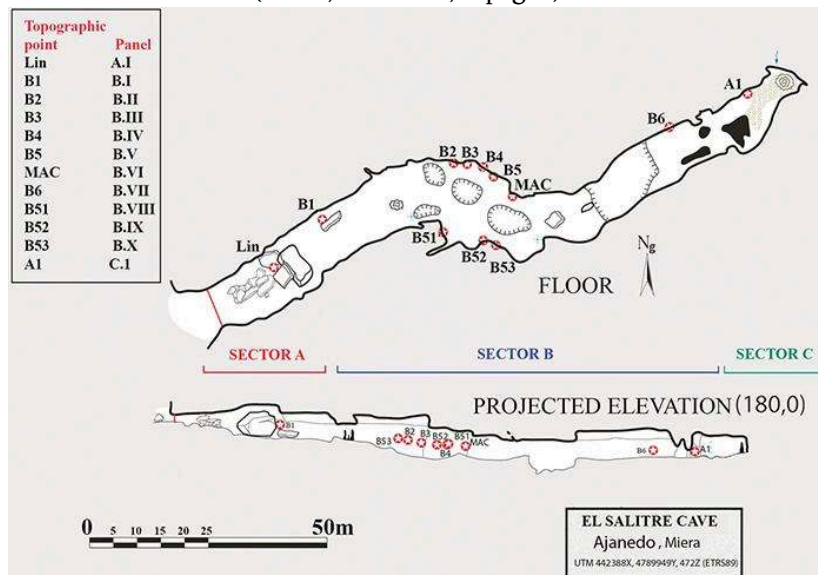 Topographic
point Panel
Lin A.I
B1 B.I
B2 B.II
B3 B.III
B4 B.IV
B5 B.V
MAC B.VI
B6 B.VII
B51 B.VIII
B52 B.IX
B53 B.X
A1 C.1
A1
B6
B2 B3 B4
B5
MAC
B1
B51
B52
B53
Lin
Ng
FLOOR
SECTOR A SECTOR B SECTOR C
PROJECTED ELEVATION (180,0)
B1
B53 B2 B3 B52 B51 MAC
B4
B6 A1
0 5 10 15 20 25 50m
EL SALITRE CAVE
Ajanedo, Miera
UTM 442388X, 4789949Y, 472Z (ETRS89)